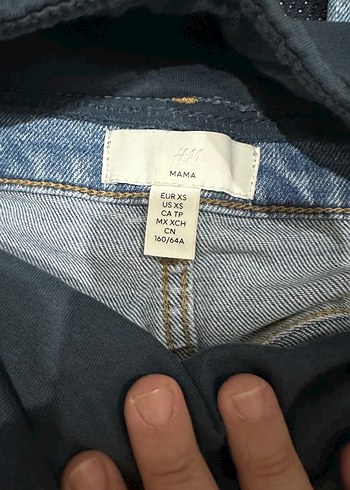 H&M
MAMA
EUR XS
US XS
CA TP
MX XCH
CN
160/64A